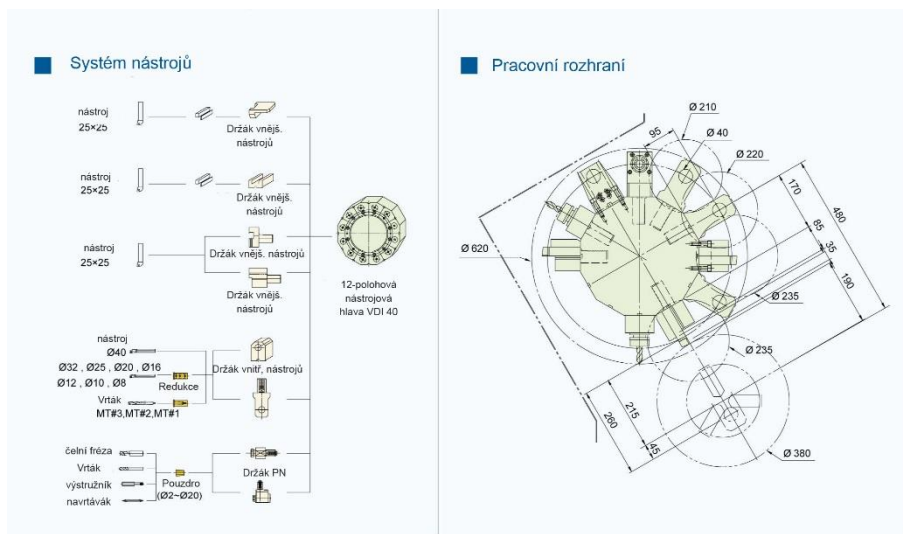 Systém nástrojů
nástroj
25×25
Držák vnějš.
nástrojů
nástroj
25×25
Držák vnějš.
nástrojů
nástroj
25×25
Držák vnějš. nástrojů
Držák vnějš.
nástrojů
12-polohová
nástrojová
hlava VDI 40
nástroj
Ø40
Ø32 , Ø25 , Ø20 , Ø16
Ø12 , Ø10 , Ø8
Redukce
Držák vnitř, nástrojů
Vrták
MT#3,MT#2,MT#1
čelní fréza
Vrták
výstružník
navrtávák
Pouzdro
(Ø2~Ø20)
Držák PN
Pracovní rozhraní
Ø 210
95
Ø 40
Ø 220
170
480
85
35
Ø 620
190
Ø 235
Ø 235
215
260
45
Ø 380